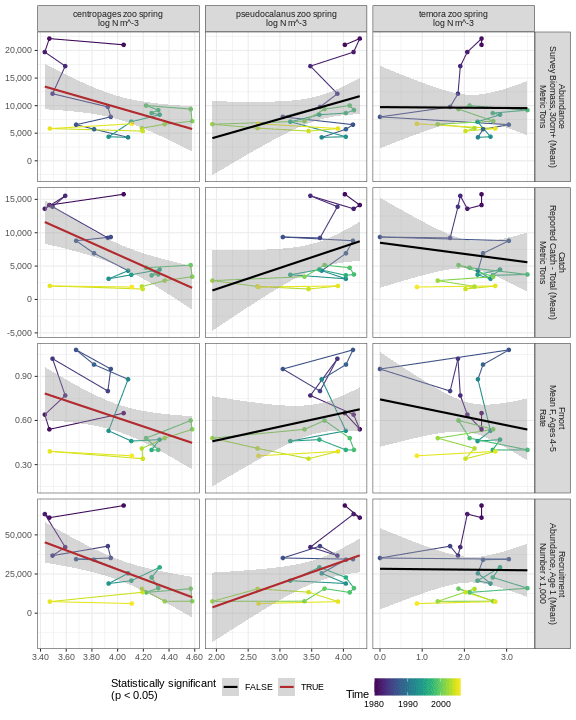 centropages zoo spring
log N m^-3
pseudocalanus zoo spring
log N m^-3
temora zoo spring
log N m^-3
20,000
15,000
10,000
5,000
0
Abundance
Survey Biomass, 30cm+ (Mean)
Metric Tons
15,000
10,000
5,000
0
-5,000
Catch
Reported Catch - Total (Mean)
Metric Tons
0.90
0.60
0.30
Fmort
Mean F, Ages 4-5
Rate
50,000
25,000
0
Recruitment
Abundance, Age 1 (Mean)
Number x 1,000
3.40 3.60 3.80 4.00 4.20 4.40 4.60
2.00 2.50 3.00 3.50 4.00
0.0 1.0 2.0 3.0
Statistically significant
(p < 0.05)
FALSE
TRUE
Time
1980 1990 2000